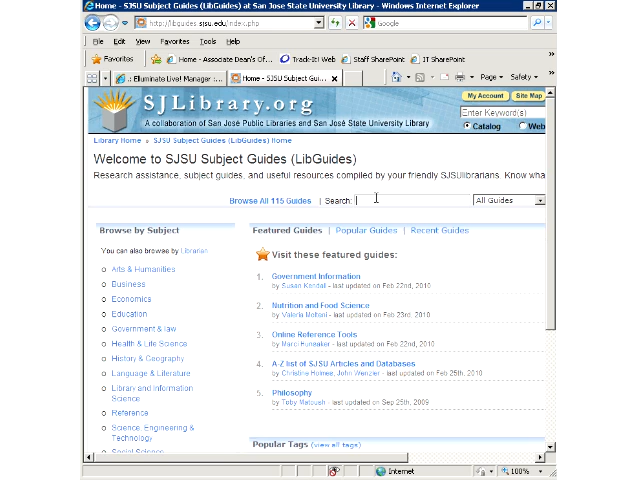 Home - SJSU Subject Guides (LibGuides) at San Jose State University Library - Windows Internet Explorer
http://libguides.sjsu.edu/index.php
Google
File Edit View Favorites Tools Help
Favorites Home - Associate Dean's Of... Track-It! Web Staff SharePoint IT SharePoint
.: Elluminate Live! Manager :... Home - SJSU Subject Gui... Page Safety
SJLibrary.org
A collaboration of San José Public Libraries and San José State University Library
My Account Site Map
Enter Keyword(s)
Catalog Web
Library Home » SJSU Subject Guides (LibGuides) Home
Welcome to SJSU Subject Guides (LibGuides)
Research assistance, subject guides, and useful resources compiled by your friendly SJSUlibrarians. Know wha
Browse All 115 Guides | Search: All Guides
Browse by Subject
You can also browse by Librarian
Arts & Humanities
Business
Economics
Education
Government & law
Health & Life Science
History & Geography
Language & Literature
Library and Information
Science
Reference
Science, Engineering &
Technology
Social Science
Featured Guides | Popular Guides | Recent Guides
Visit these featured guides:
1. Government Information
by Susan Kendall - last updated on Feb 22nd, 2010
2. Nutrition and Food Science
by Valeria Molteni - last updated on Feb 23rd, 2010
3. Online Reference Tools
by Marci Hunsaker - last updated on Feb 22nd, 2010
4. A-Z list of SJSU Articles and Databases
by Christine Holmes, John Wenzler - last updated on Feb 25th, 2010
5. Philosophy
by Toby Matoush - last updated on Sep 25th, 2009
Popular Tags (view all tags)
Internet 100%